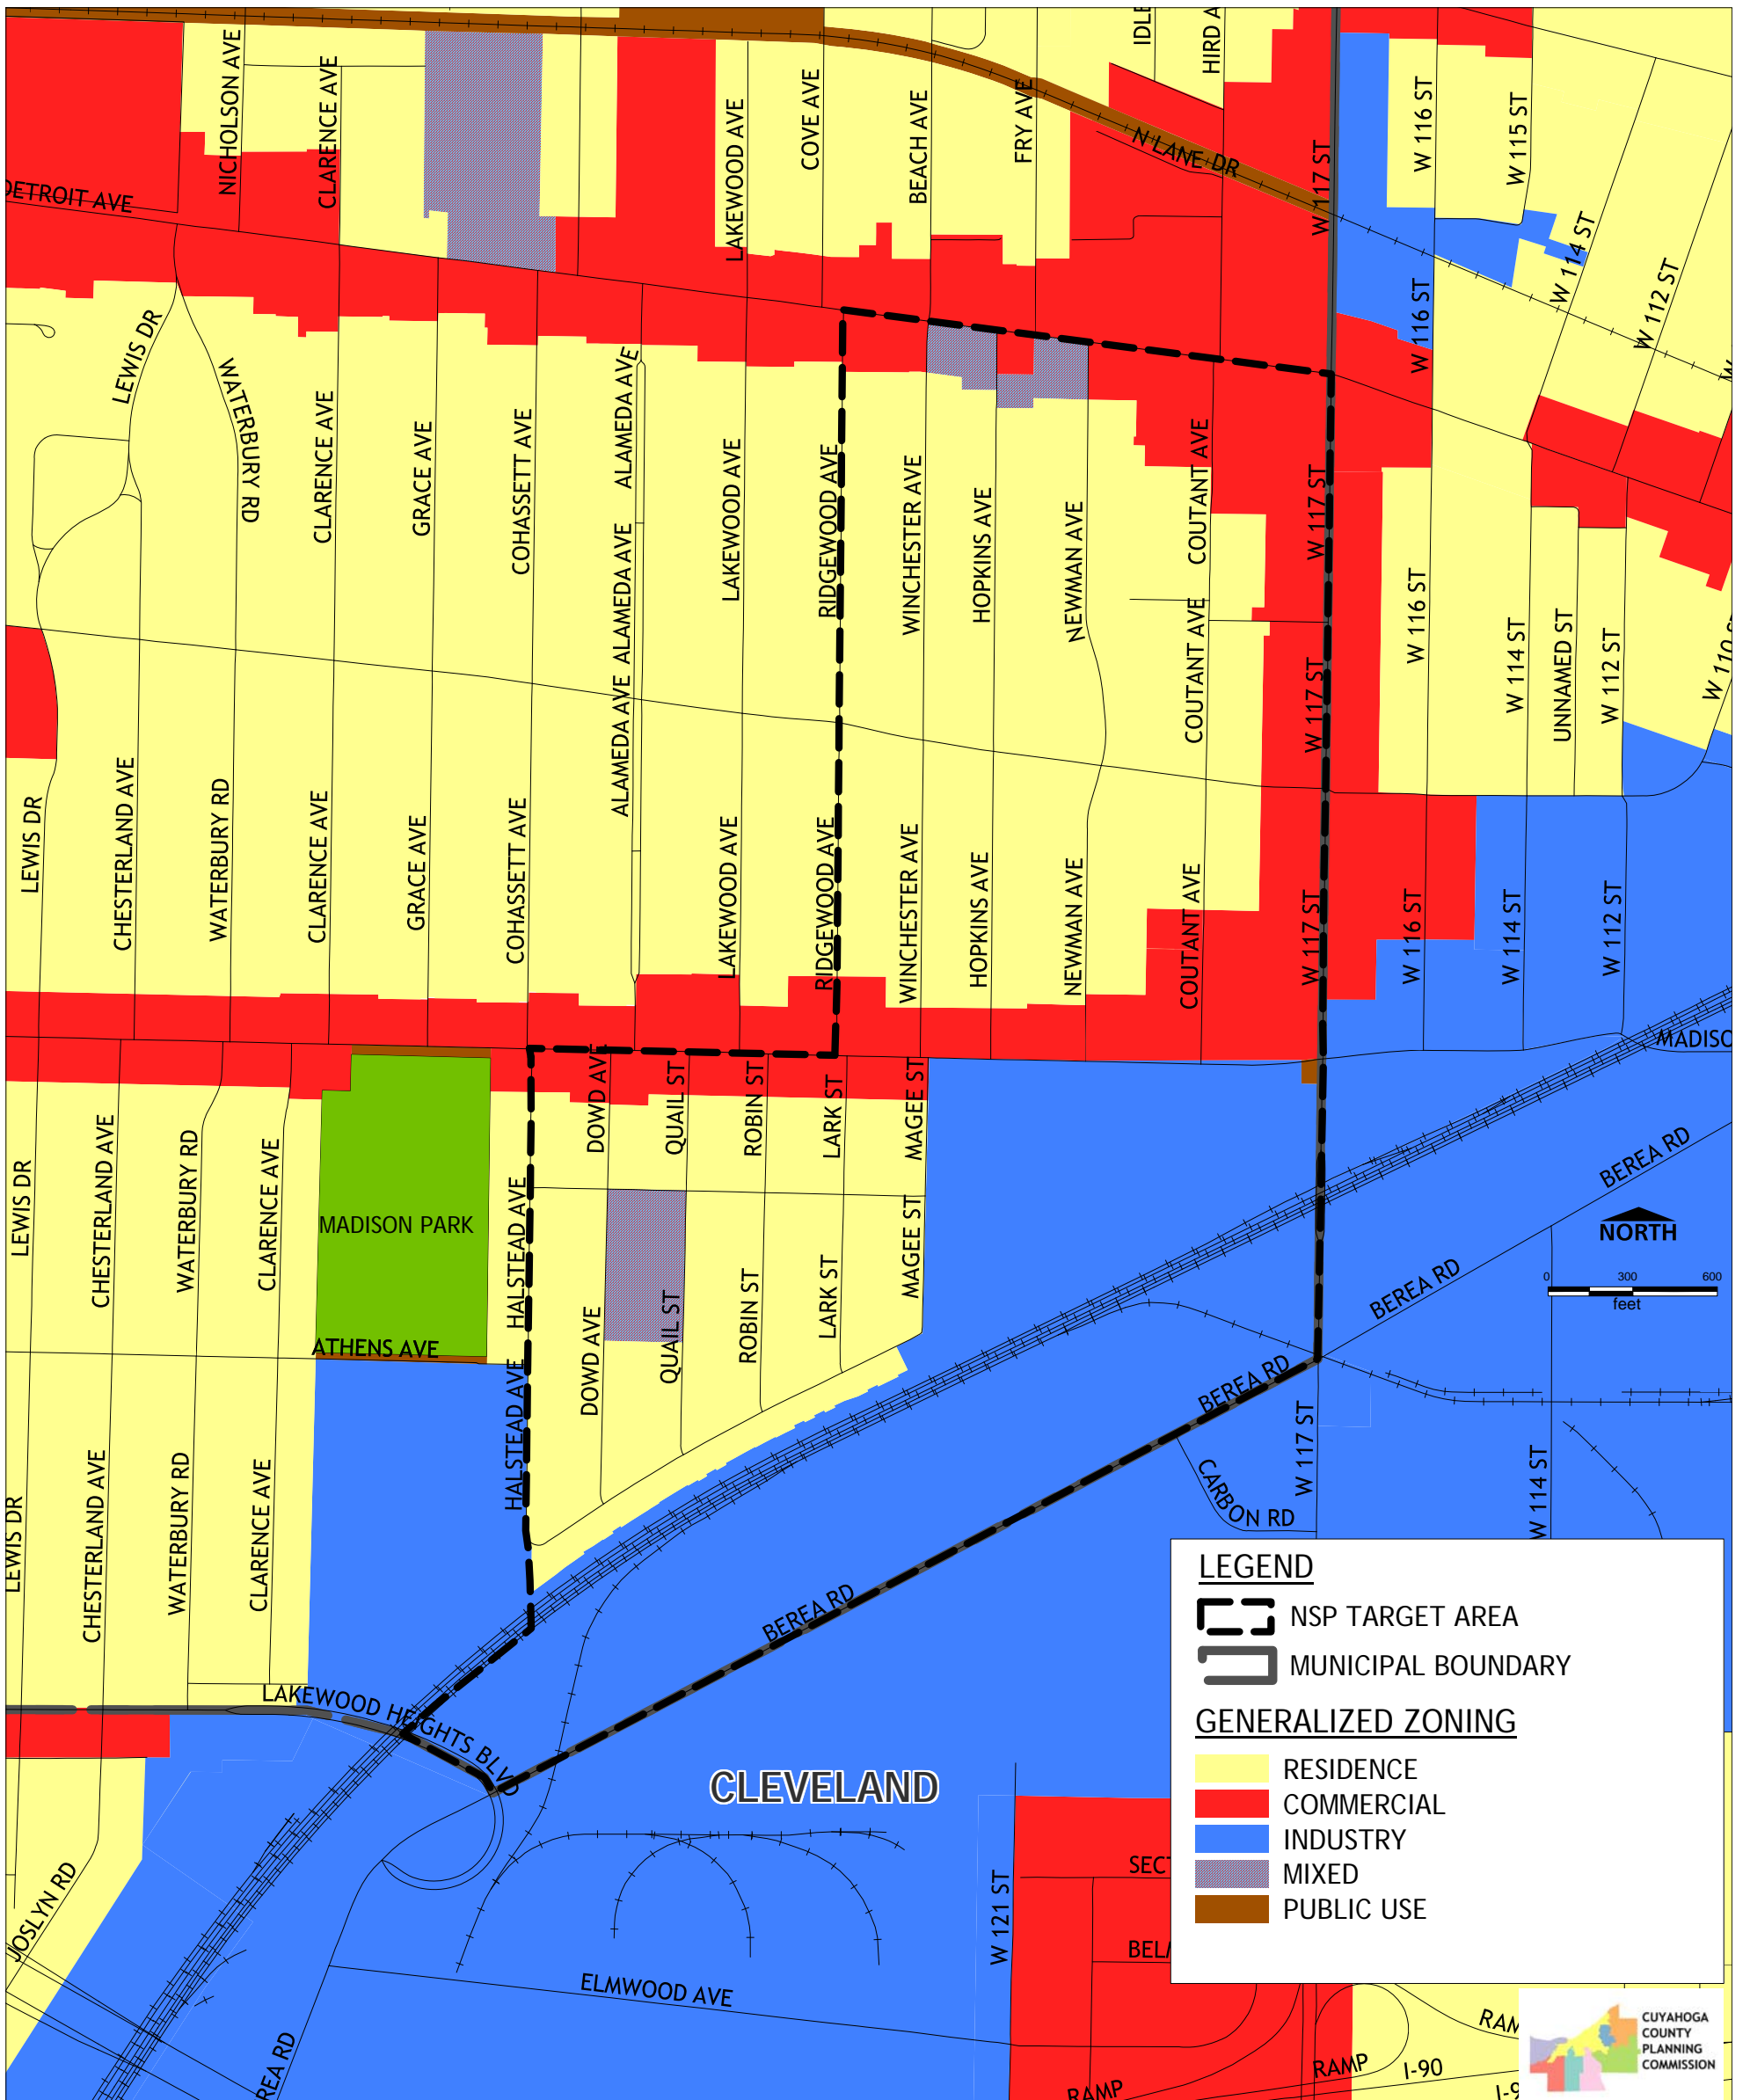 IDLE
HIRD A
NICHOLSON AVE
CLARENCE AVE
LAKEWOOD AVE
COVE AVE
BEACH AVE
FRY AVE
N LANE DR
W 117 ST
W 116 ST
W 115 ST
W 114 ST
W 112 ST
DETROIT AVE
LEWIS DR
WATERBURY RD
CLARENCE AVE
GRACE AVE
COHASSETT AVE
ALAMEDA AVE
LAKEWOOD AVE
RIDGEWOOD AVE
WINCHESTER AVE
HOPKINS AVE
NEWMAN AVE
COUTANT AVE
W 117 ST
W 116 ST
ALAMEDA AVE
ALAMEDA AVE
ALAMEDA AVE
COUTANT AVE
W 117 ST
W 116 ST
W 114 ST
UNNAMED ST
W 112 ST
W 110
LEWIS DR
CHESTERLAND AVE
WATERBURY RD
CLARENCE AVE
GRACE AVE
COHASSETT AVE
LAKEWOOD AVE
RIDGEWOOD AVE
WINCHESTER AVE
HOPKINS AVE
NEWMAN AVE
COUTANT AVE
W 117 ST
W 116 ST
W 114 ST
W 112 ST
MADISO
LEWIS DR
CHESTERLAND AVE
WATERBURY RD
CLARENCE AVE
MADISON PARK
HALSTEAD AVE
DOWD AVE
QUAIL ST
ROBIN ST
LARK ST
MAGEE ST
MAGEE ST
BEREA RD
NORTH
0 300 600
feet
BEREA RD
ATHENS AVE
HALSTEAD AVE
DOWD AVE
QUAIL ST
ROBIN ST
LARK ST
BEREA RD
W 117 ST
CARBON RD
W 114 ST
LEWIS DR
CHESTERLAND AVE
WATERBURY RD
CLARENCE AVE
BEREA RD
LAKEWOOD HEIGHTS BLVD
CLEVELAND
LEGEND
NSP TARGET AREA
MUNICIPAL BOUNDARY
GENERALIZED ZONING
RESIDENCE
COMMERCIAL
INDUSTRY
MIXED
PUBLIC USE
JOSLYN RD
W 121 ST
SECT
BEL
ELMWOOD AVE
EREA RD
RAMP
RAMP
I-90
RAM
I-9
CUYAHOGA
COUNTY
PLANNING
COMMISSION